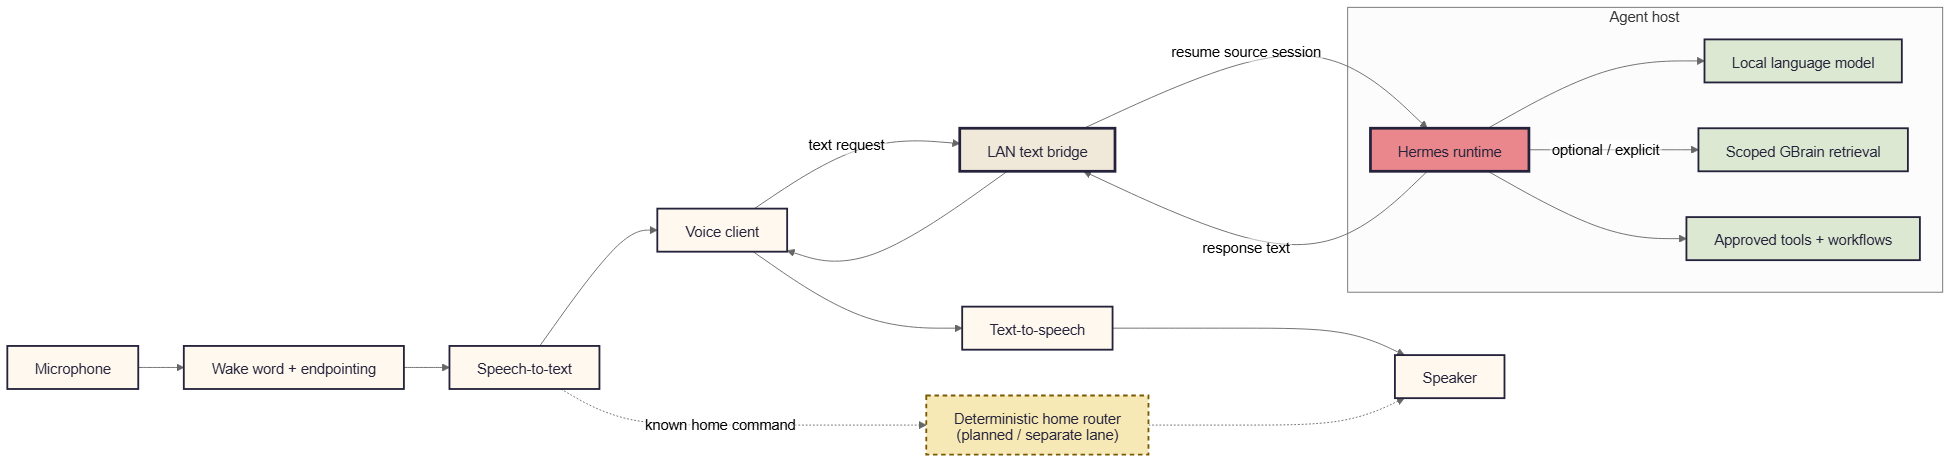 Agent host
resume source session
Local language model
text request
LAN text bridge
Hermes runtime
optional / explicit
Scoped GBrain retrieval
Voice client
response text
Approved tools + workflows
Text-to-speech
Microphone
Wake word + endpointing
Speech-to-text
Speaker
known home command
Deterministic home router
(planned / separate lane)